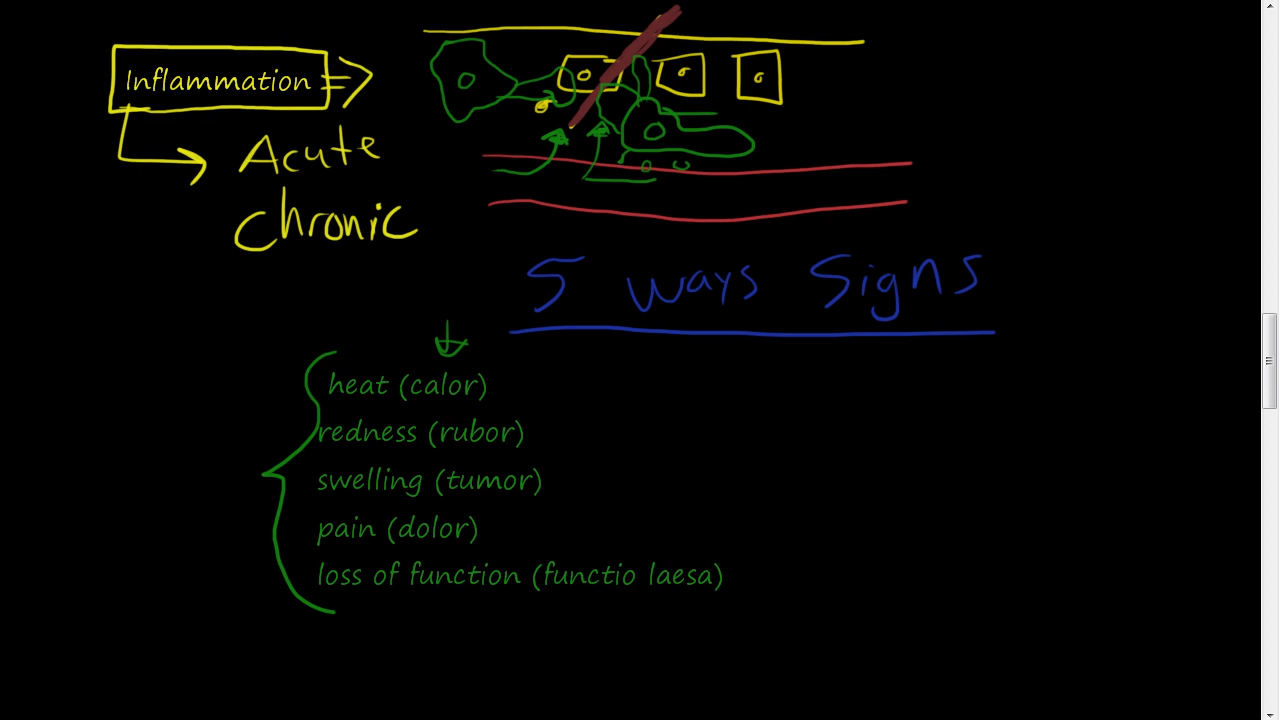 Inflammation
Acute
chronic
5 ways signs
heat (calor)
redness (rubor)
swelling (tumor)
pain (dolor)
loss of function (functio laesa)